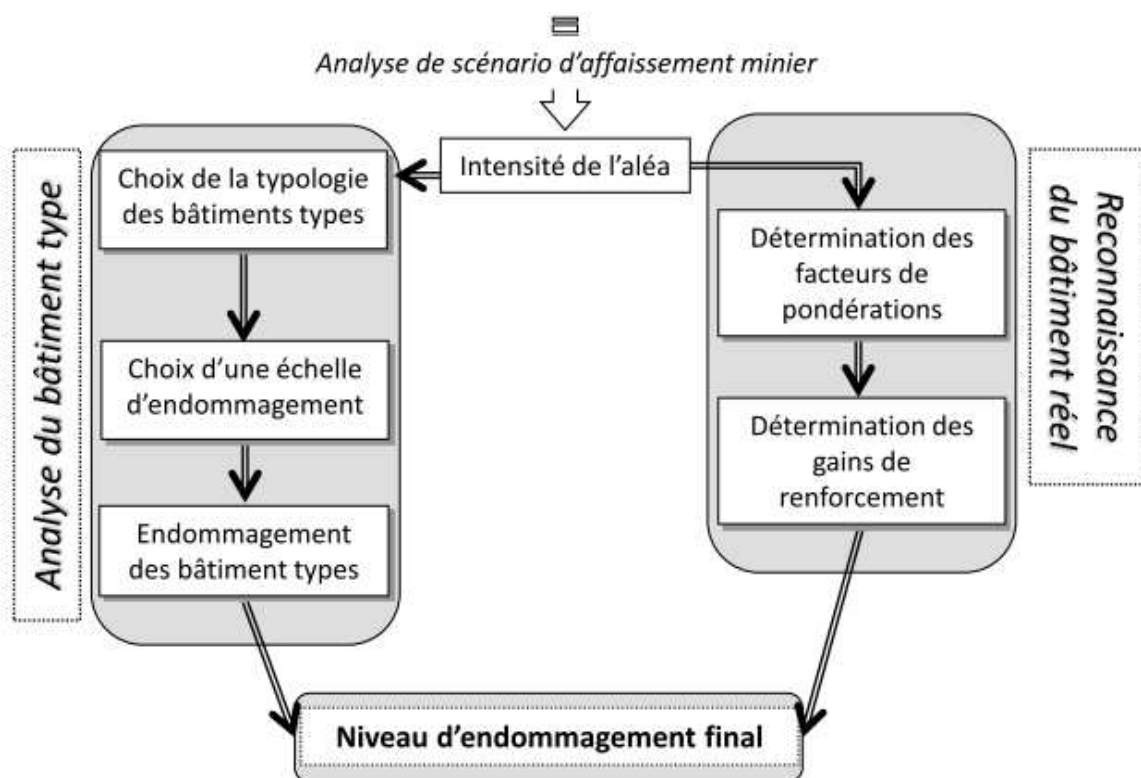 Analyse de scénario d’affaissement minier
Intensité de l’aléa
Analyse du bâtiment type
Choix de la typologie
des bâtiments types
Choix d’une échelle
d’endommagement
Endommagement
des bâtiment types
Reconnaissance
du bâtiment réel
Détermination des
facteurs de
pondérations
Détermination des
gains de
renforcement
Niveau d’endommagement final